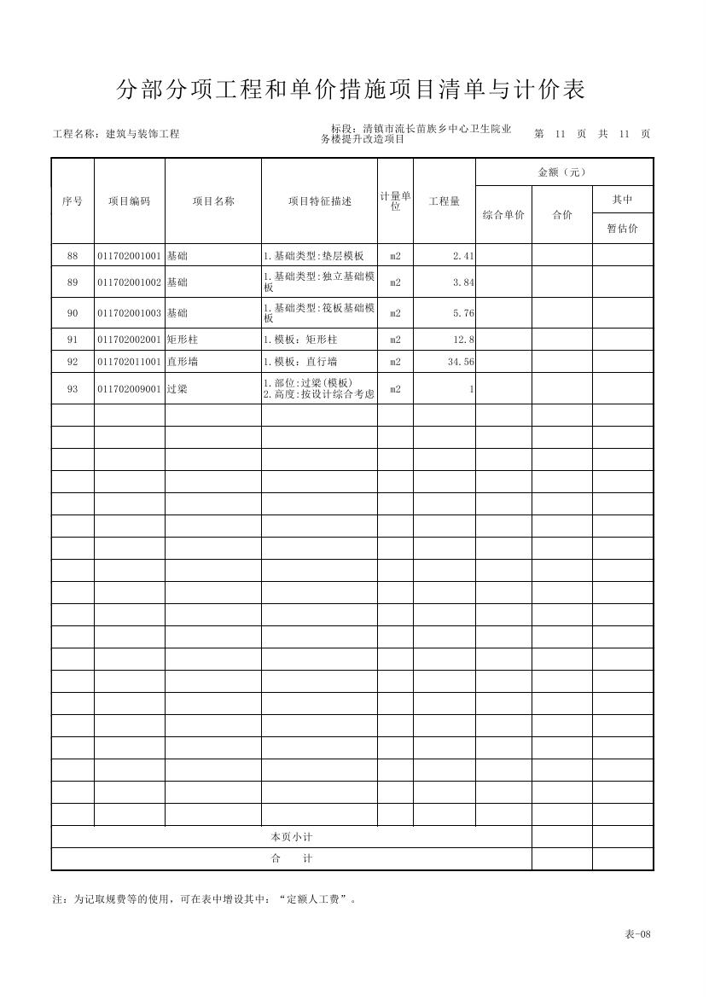 分部分项工程和单价措施项目清单与计价表
工程名称：建筑与装饰工程
标段：清镇市流长苗族乡中心卫生院业
务楼提升改造项目
第 11 页 共 11 页
序号 项目编码 项目名称 项目特征描述 计量单位 工程量 金额（元）
综合单价 合价 其中
暂估价
88 011702001001 基础 1.基础类型:垫层模板 m2 2.41
89 011702001002 基础 1.基础类型:独立基础模
板 m2 3.84
90 011702001003 基础 1.基础类型:筏板基础模
板 m2 5.76
91 011702002001 矩形柱 1.模板：矩形柱 m2 12.8
92 011702011001 直形墙 1.模板：直行墙 m2 34.56
93 011702009001 过梁 1.部位:过梁(模板)
2.高度:按设计综合考虑 m2 1
本页小计
合 计
注：为记取规费等的使用，可在表中增设其中：“定额人工费”。
表-08